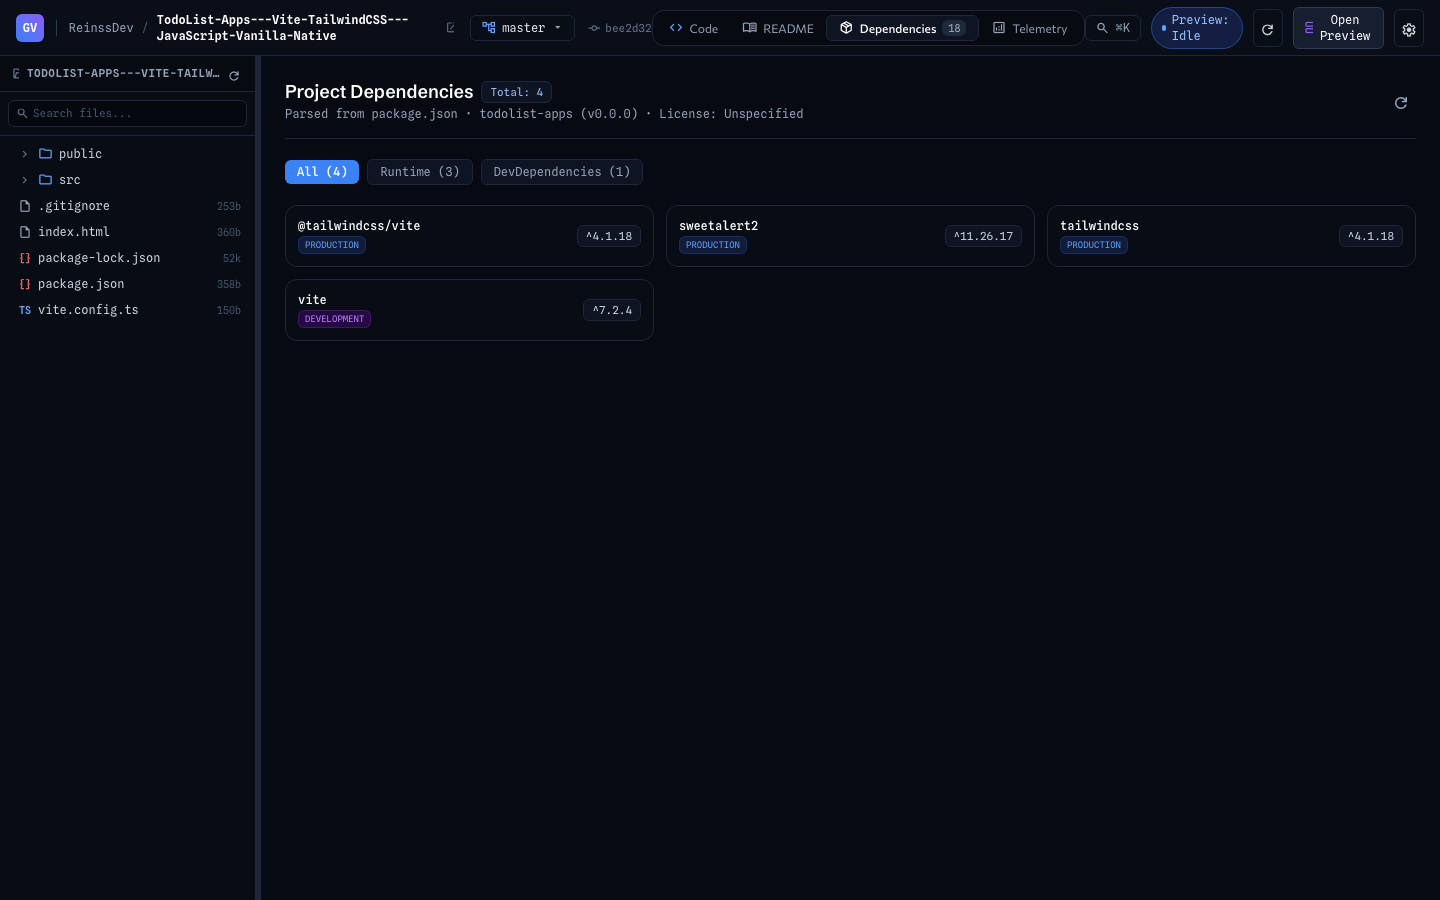 GV
ReinssDev / TodoList-Apps---Vite-TailwindCSS---
JavaScript-Vanilla-Native
master
bee2d32
Code
README
Dependencies 18
Telemetry
⌘K
Preview:
Idle
Open
Preview
TODOLIST-APPS---VITE-TAILW…
Search files...
public
src
.gitignore 253b
index.html 360b
{} package-lock.json 52k
{} package.json 358b
TS vite.config.ts 150b
Project Dependencies Total: 4
Parsed from package.json • todolist-apps (v0.0.0) • License: Unspecified
All (4) Runtime (3) DevDependencies (1)
@tailwindcss/vite
PRODUCTION
^4.1.18
sweetalert2
PRODUCTION
^11.26.17
tailwindcss
PRODUCTION
^4.1.18
vite
DEVELOPMENT
^7.2.4